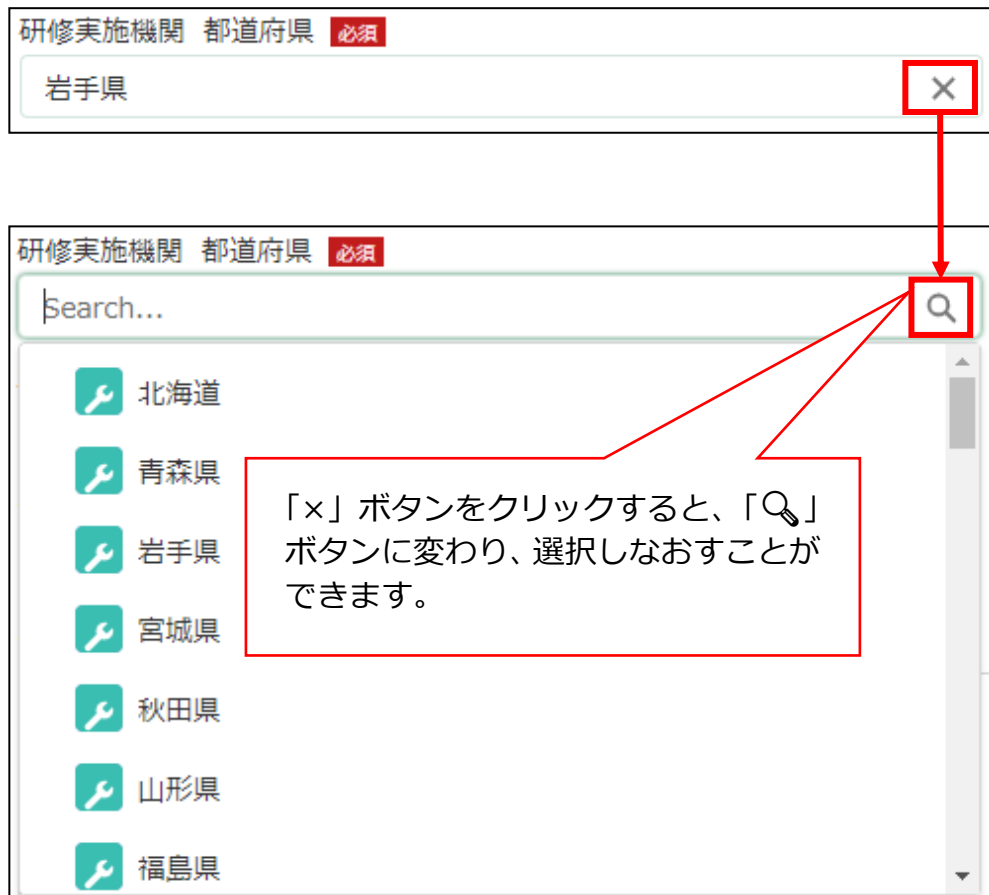 研修実施機関 都道府県 必須
岩手県
研修実施機関 都道府県 必須
Search...
北海道
青森県
岩手県
宮城県
秋田県
山形県
福島県
「×」ボタンをクリックすると、「🔍」
ボタンに変わり、選択しなおすことが
できます。